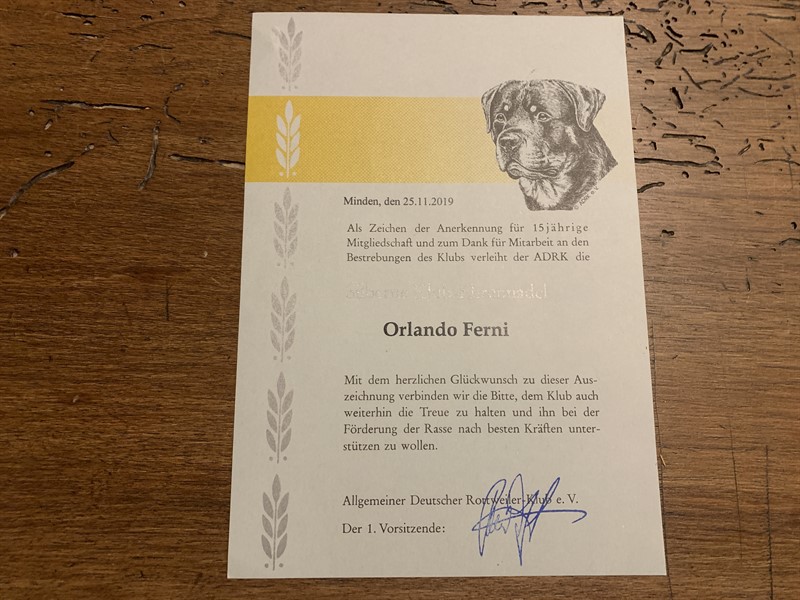 Minden, den 25.11.2019
Als Zeichen der Anerkennung für 15jährige
Mitgliedschaft und zum Dank für Mitarbeit an den
Bestrebungen des Klubs verleiht der ADRK die
Orlando Ferni
Mit dem herzlichen Glückwunsch zu dieser Aus-
zeichnung verbinden wir die Bitte, dem Klub auch
weiterhin die Treue zu halten und ihn bei der
Förderung der Rasse nach besten Kräften unter-
stützen zu wollen.
Allgemeiner Deutscher Rottweiler-Klub e. V.
Der 1. Vorsitzende: